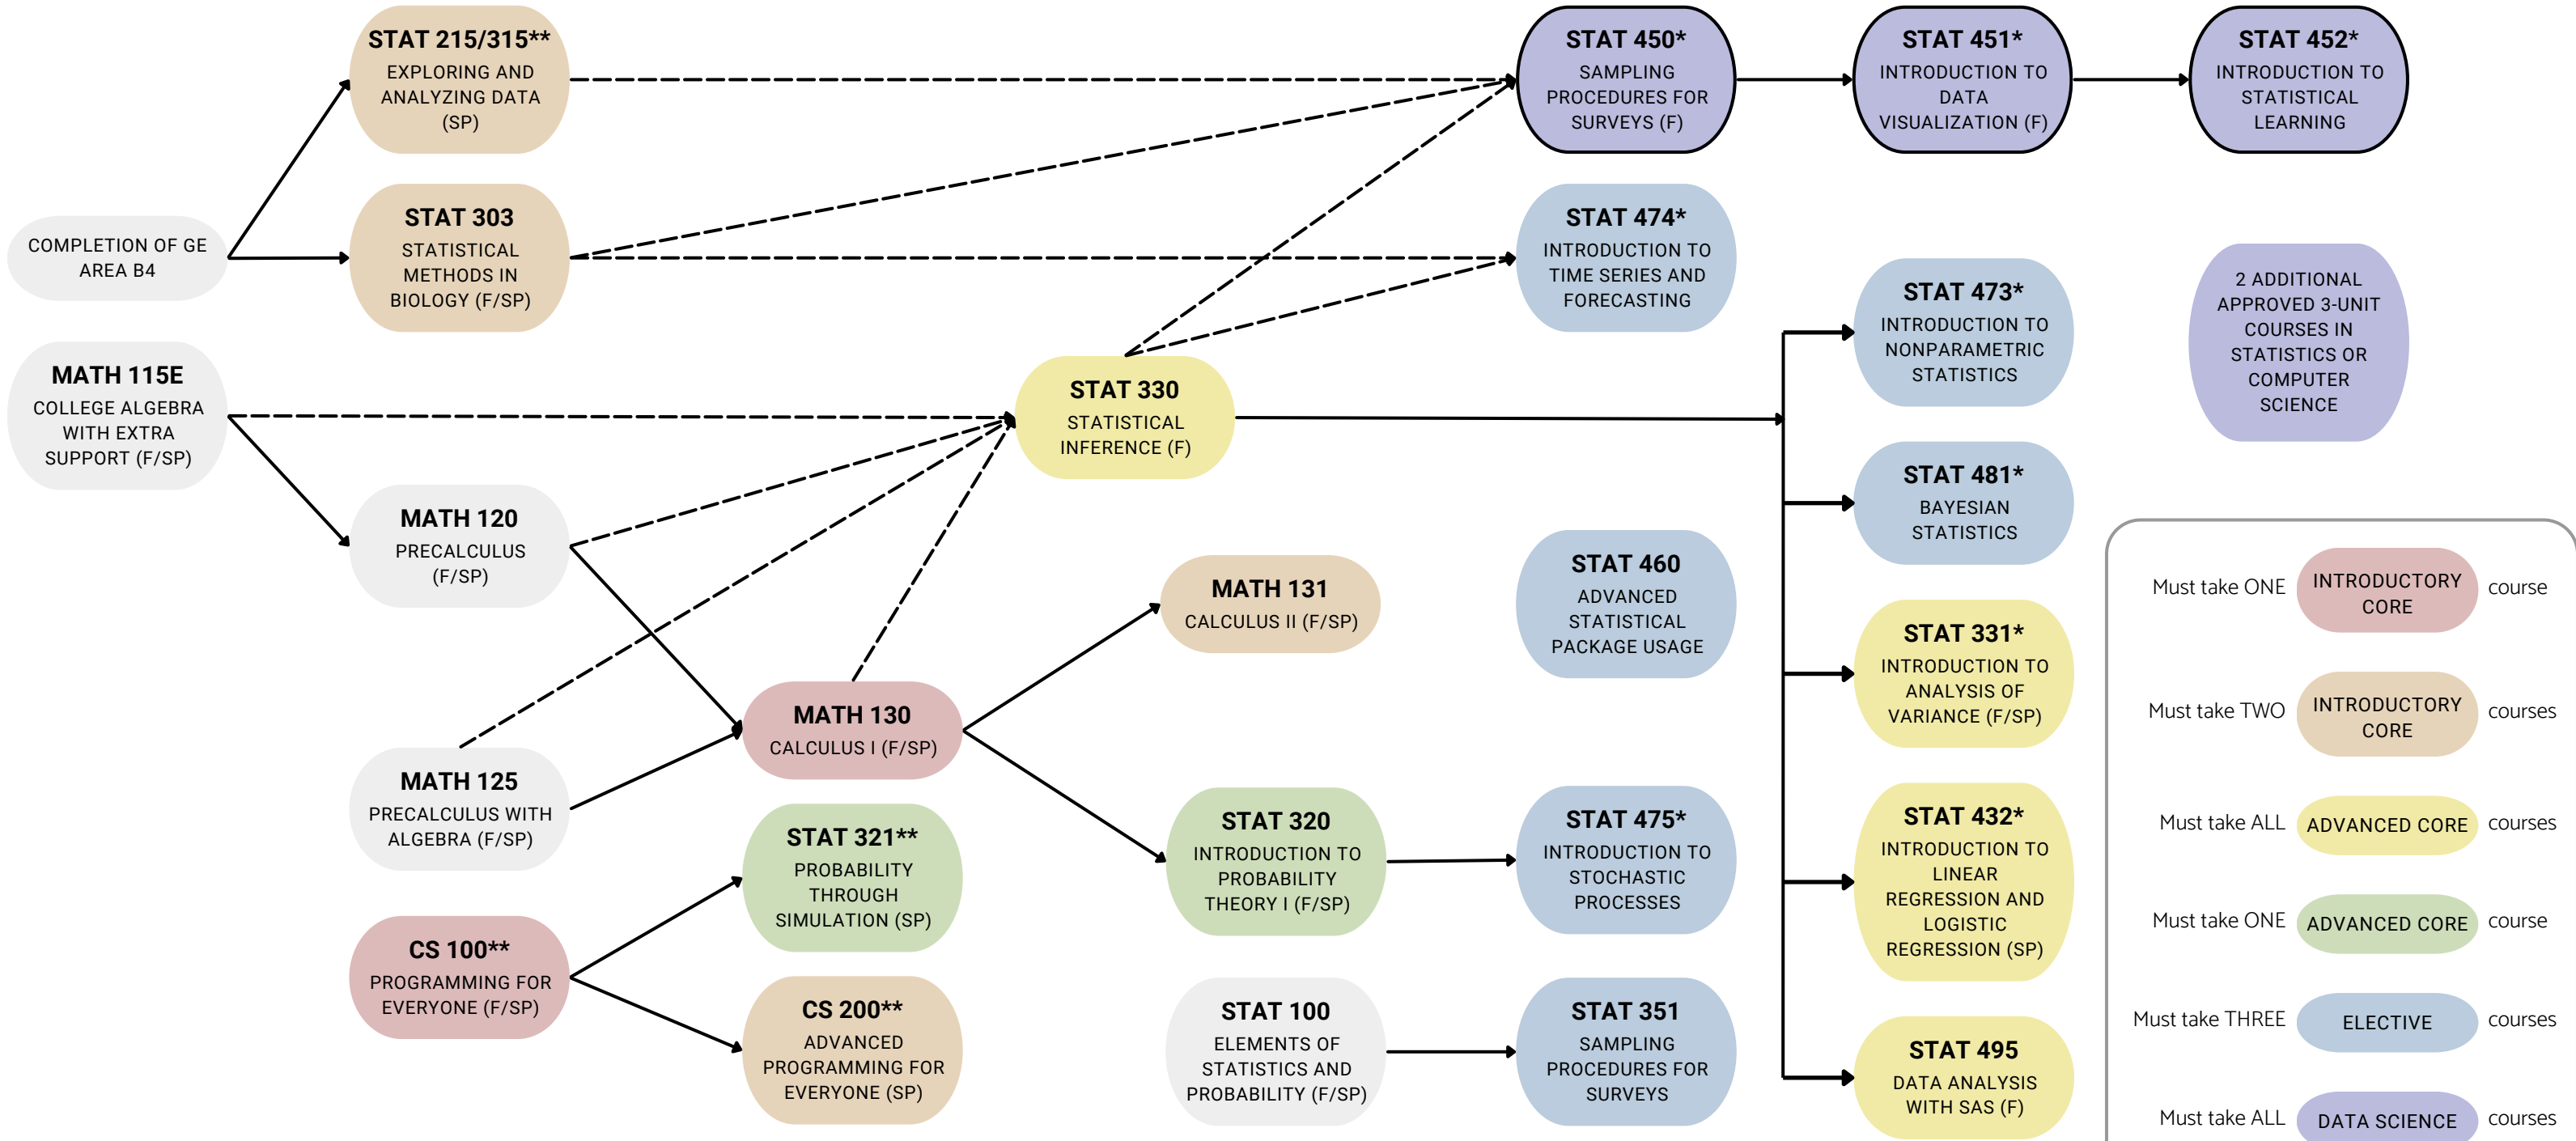 STAT 215/315**
EXPLORING AND
ANALYZING DATA
(SP)
STAT 450*
SAMPLING
PROCEDURES FOR
SURVEYS (F)
STAT 451*
INTRODUCTION TO
DATA
VISUALIZATION (F)
STAT 452*
INTRODUCTION TO
STATISTICAL
LEARNING
COMPLETION OF GE
AREA B4
STAT 303
STATISTICAL
METHODS IN
BIOLOGY (F/SP)
STAT 474*
INTRODUCTION TO
TIME SERIES AND
FORECASTING
STAT 473*
INTRODUCTION TO
NONPARAMETRIC
STATISTICS
2 ADDITIONAL
APPROVED 3-UNIT
COURSES IN
STATISTICS OR
COMPUTER
SCIENCE
MATH 115E
COLLEGE ALGEBRA
WITH EXTRA
SUPPORT (F/SP)
STAT 330
STATISTICAL
INFERENCE (F)
STAT 481*
BAYESIAN
STATISTICS
MATH 120
PRECALCULUS
(F/SP)
MATH 131
CALCULUS II (F/SP)
STAT 460
ADVANCED
STATISTICAL
PACKAGE USAGE
STAT 331*
INTRODUCTION TO
ANALYSIS OF
VARIANCE (F/SP)
MATH 130
CALCULUS I (F/SP)
MATH 125
PRECALCULUS WITH
ALGEBRA (F/SP)
STAT 321**
PROBABILITY
THROUGH
SIMULATION (SP)
STAT 320
INTRODUCTION TO
PROBABILITY
THEORY I (F/SP)
STAT 475*
INTRODUCTION TO
STOCHASTIC
PROCESSES
STAT 432*
INTRODUCTION TO
LINEAR
REGRESSION AND
LOGISTIC
REGRESSION (SP)
CS 100**
PROGRAMMING FOR
EVERYONE (F/SP)
CS 200**
ADVANCED
PROGRAMMING FOR
EVERYONE (SP)
STAT 100
ELEMENTS OF
STATISTICS AND
PROBABILITY (F/SP)
STAT 351
SAMPLING
PROCEDURES FOR
SURVEYS
STAT 495
DATA ANALYSIS
WITH SAS (F)
Must take ONE INTRODUCTORY CORE course
Must take TWO INTRODUCTORY CORE courses
Must take ALL ADVANCED CORE courses
Must take ONE ADVANCED CORE course
Must take THREE ELECTIVE courses
Must take ALL DATA SCIENCE courses